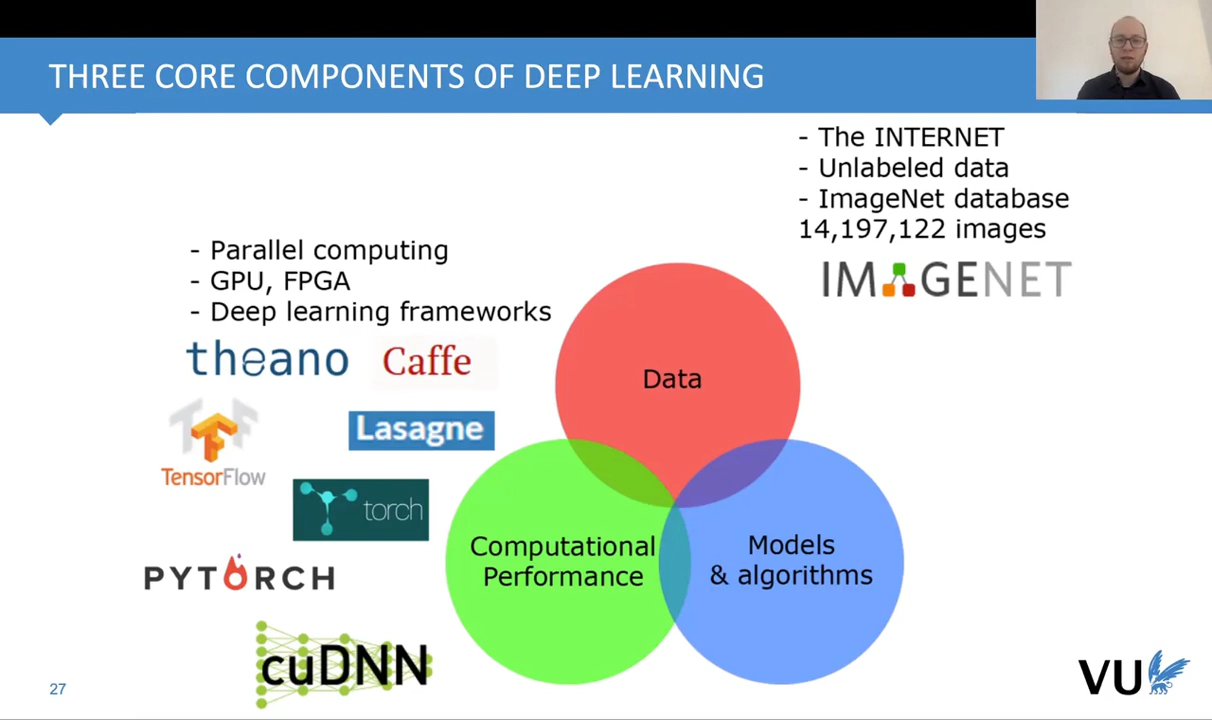 THREE CORE COMPONENTS OF DEEP LEARNING
- The INTERNET
- Unlabeled data
- ImageNet database
14,197,122 images
IMAGENET
- Parallel computing
- GPU, FPGA
- Deep learning frameworks
theano
Caffe
TensorFlow
Lasagne
torch
PYTORCH
cuDNN
Data
Computational
Performance
Models
& algorithms
27
VU